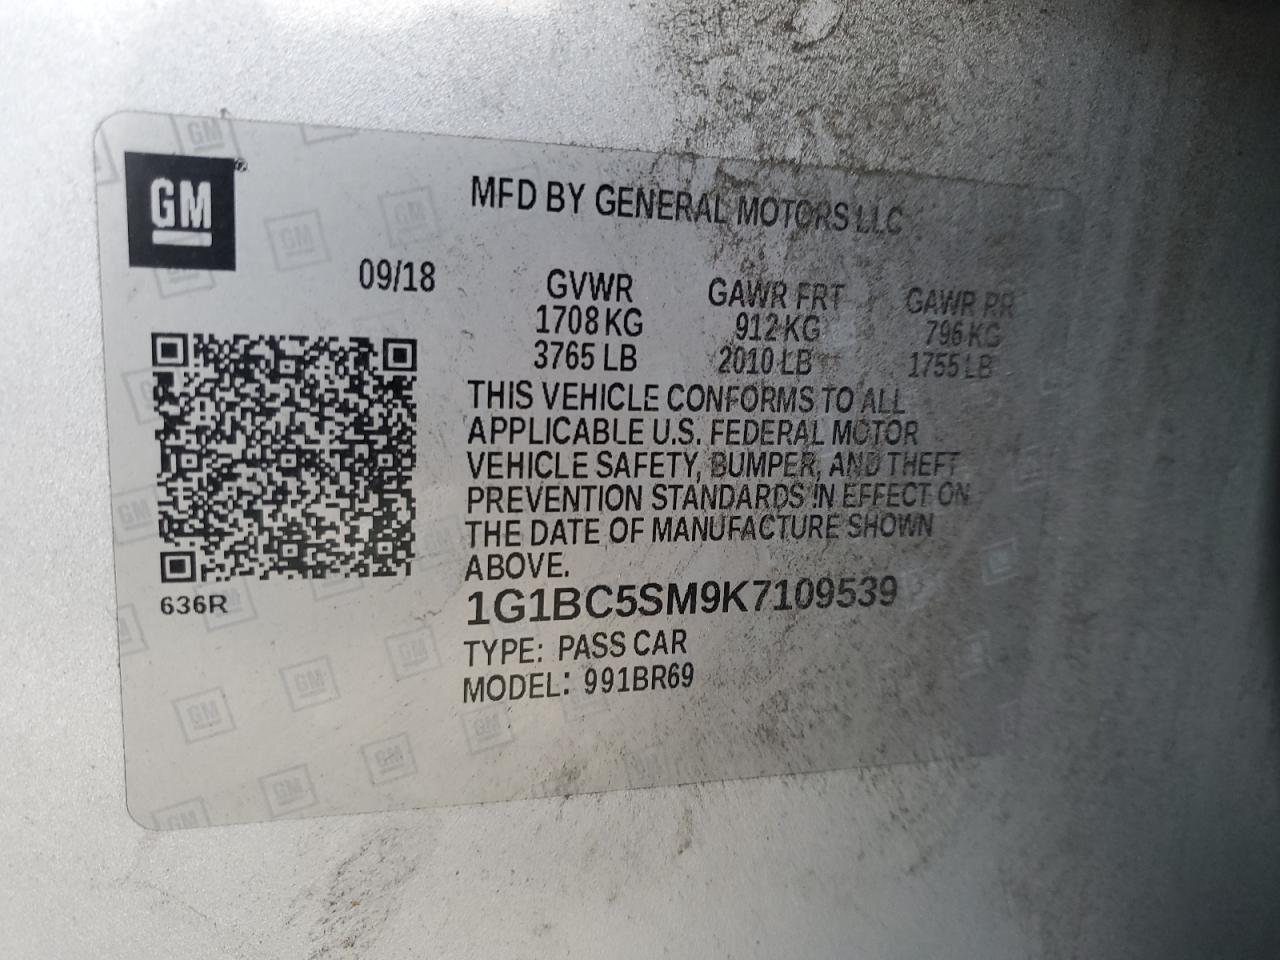 GM
MFD BY GENERAL MOTORS LLC
09/18
GVWR GAWR FRT GAWR RR
1708 KG 912 KG 796 KG
3765 LB 2010 LB 1755 LB
THIS VEHICLE CONFORMS TO ALL
APPLICABLE U.S. FEDERAL MOTOR
VEHICLE SAFETY, BUMPER, AND THEFT
PREVENTION STANDARDS IN EFFECT ON
THE DATE OF MANUFACTURE SHOWN
ABOVE.
636R
1G1BC5SM9K7109539
TYPE: PASS CAR
MODEL: 991BR69